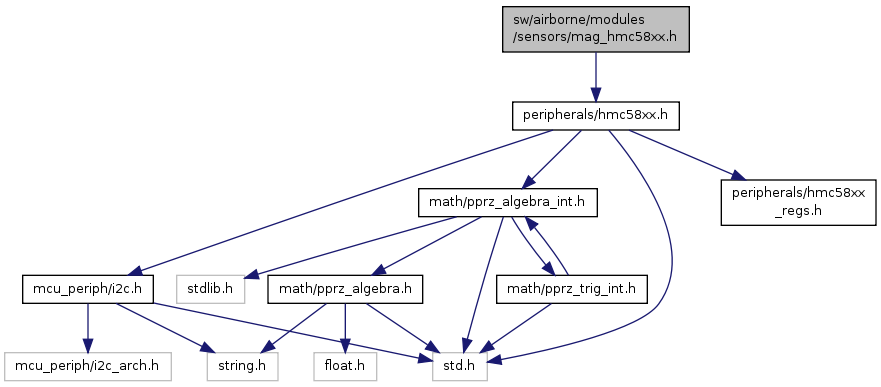 sw/airborne/modules
/sensors/mag_hmc58xx.h
peripherals/hmc58xx.h
math/pprz_algebra_int.h
peripherals/hmc58xx
_regs.h
mcu_periph/i2c.h
stdlib.h
math/pprz_algebra.h
math/pprz_trig_int.h
mcu_periph/i2c_arch.h
string.h
float.h
std.h